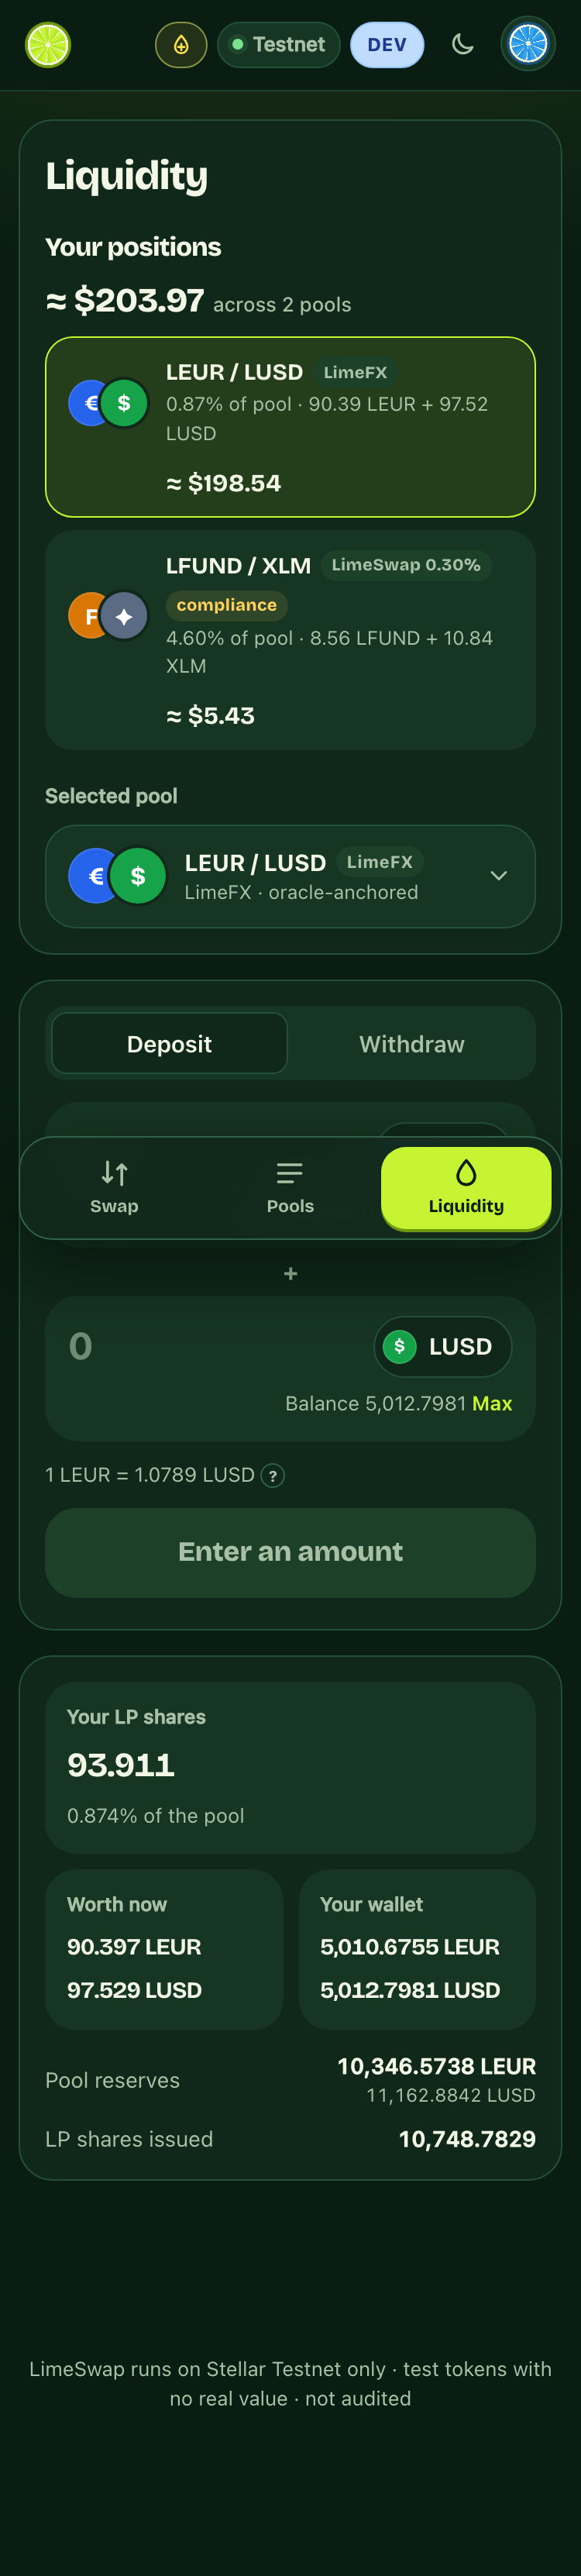 Testnet
DEV
Liquidity
Your positions
≈ $203.97 across 2 pools
€ $
LEUR / LUSD LimeFX
0.87% of pool · 90.39 LEUR + 97.52
LUSD
≈ $198.54
F
LFUND / XLM LimeSwap 0.30%
compliance
4.60% of pool · 8.56 LFUND + 10.84
XLM
≈ $5.43
Selected pool
€ $
LEUR / LUSD LimeFX
LimeFX · oracle-anchored
Deposit Withdraw
Swap Pools Liquidity
+
0 $ LUSD
Balance 5,012.7981 Max
1 LEUR = 1.0789 LUSD ?
Enter an amount
Your LP shares
93.911
0.874% of the pool
Worth now
90.397 LEUR
97.529 LUSD
Your wallet
5,010.6755 LEUR
5,012.7981 LUSD
Pool reserves 10,346.5738 LEUR
11,162.8842 LUSD
LP shares issued 10,748.7829
LimeSwap runs on Stellar Testnet only · test tokens with
no real value · not audited